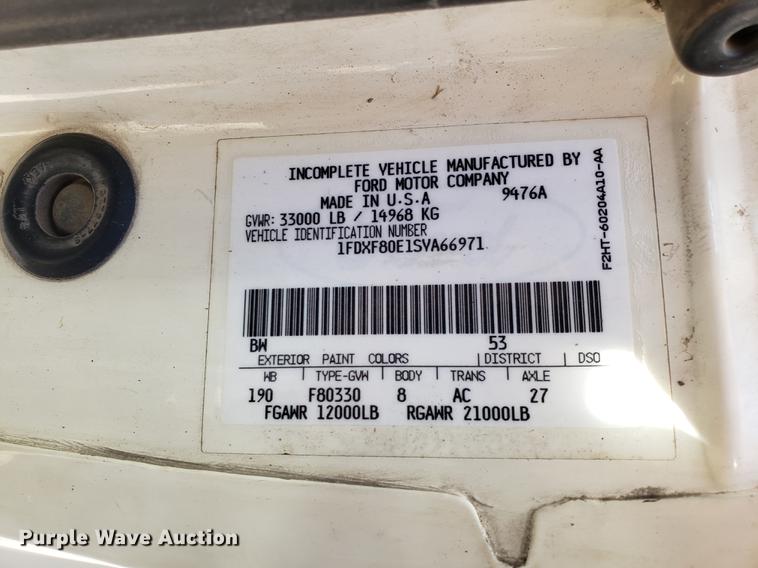 INCOMPLETE VEHICLE MANUFACTURED BY
FORD MOTOR COMPANY
MADE IN U.S.A 9476A
GVWR: 33000 LB / 14968 KG
VEHICLE IDENTIFICATION NUMBER
1FDXF80E1SVA66971
F2HT-60204A10-AA
BW 53
EXTERIOR PAINT COLORS DISTRICT DSO
WB TYPE-GVW BODY TRANS AXLE
190 F80330 8 AC 27
FGAWR 12000LB RGAWR 21000LB
Purple Wave Auction